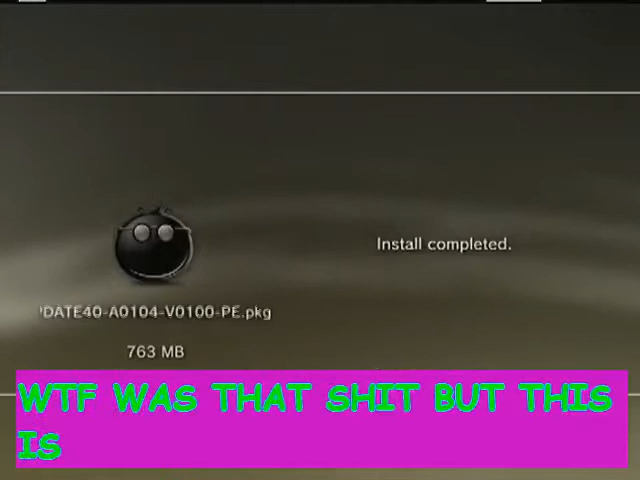 Install completed.
DATE40-A0104-V0100-PE.pkg
763 MB
WTF WAS THAT SHIT BUT THIS
IS